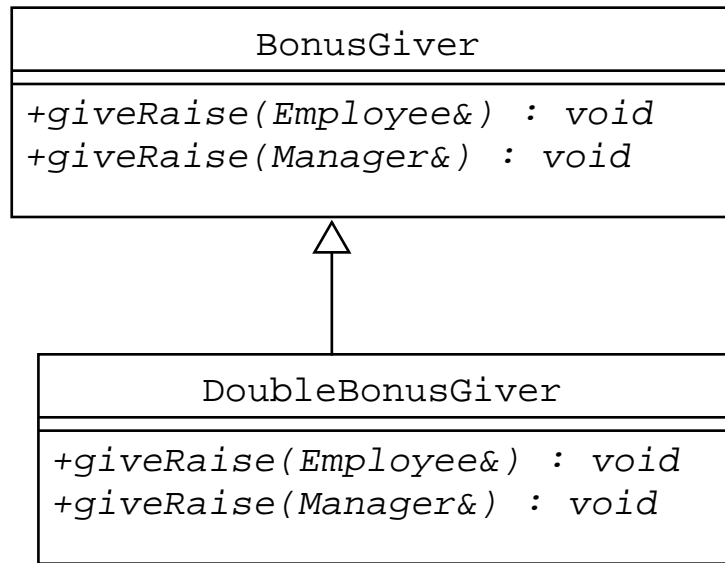 BonusGiver
+giveRaise(Employee&) : void
+giveRaise(Manager&) : void
DoubleBonusGiver
+giveRaise(Employee&) : void
+giveRaise(Manager&) : void